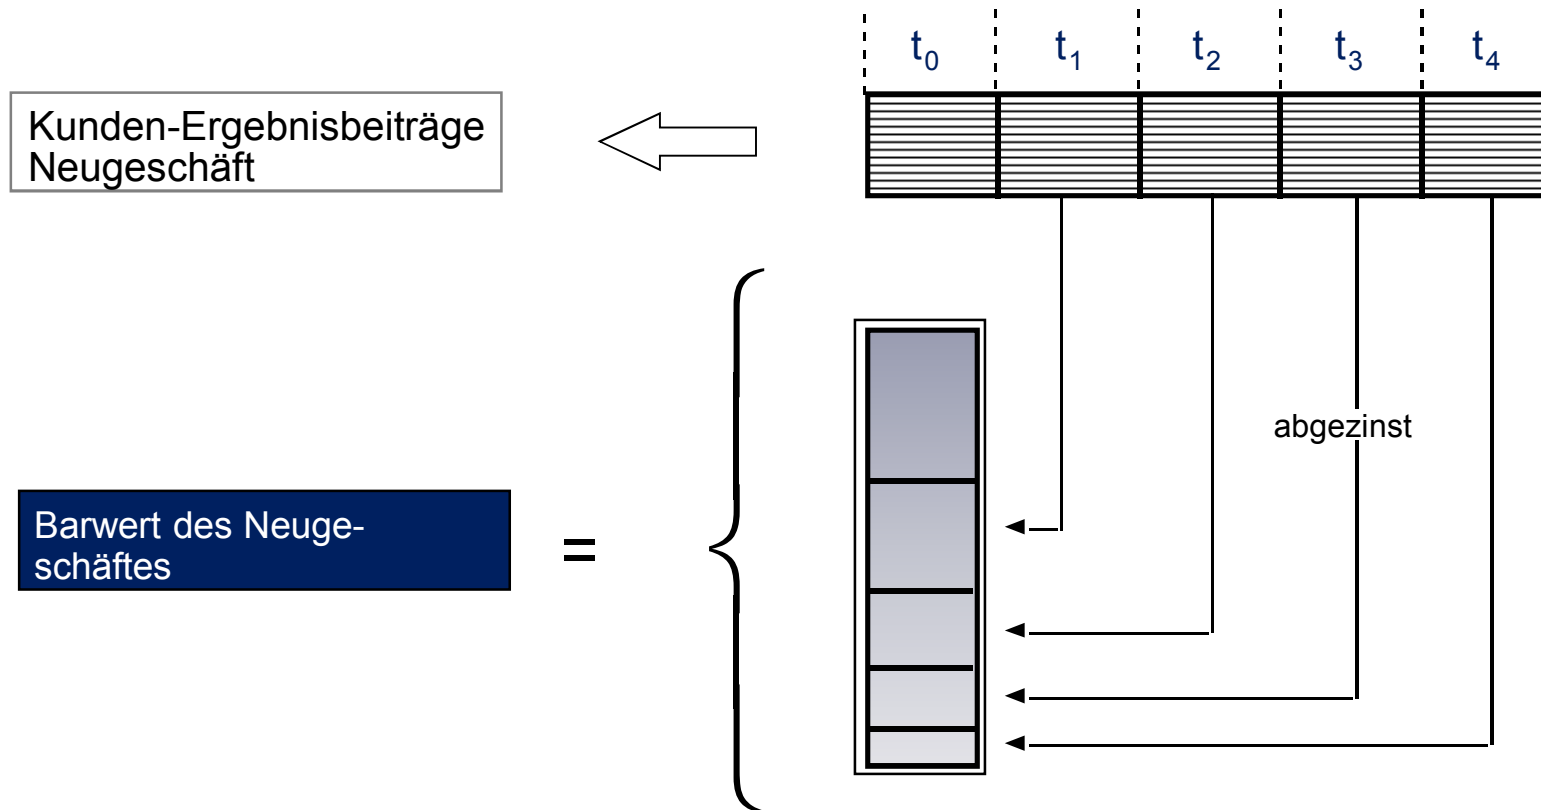 t0 t1 t2 t3 t4
Kunden-Ergebnisbeiträge
Neugeschäft
abgezinst
Barwert des Neuge-
schäftes
=